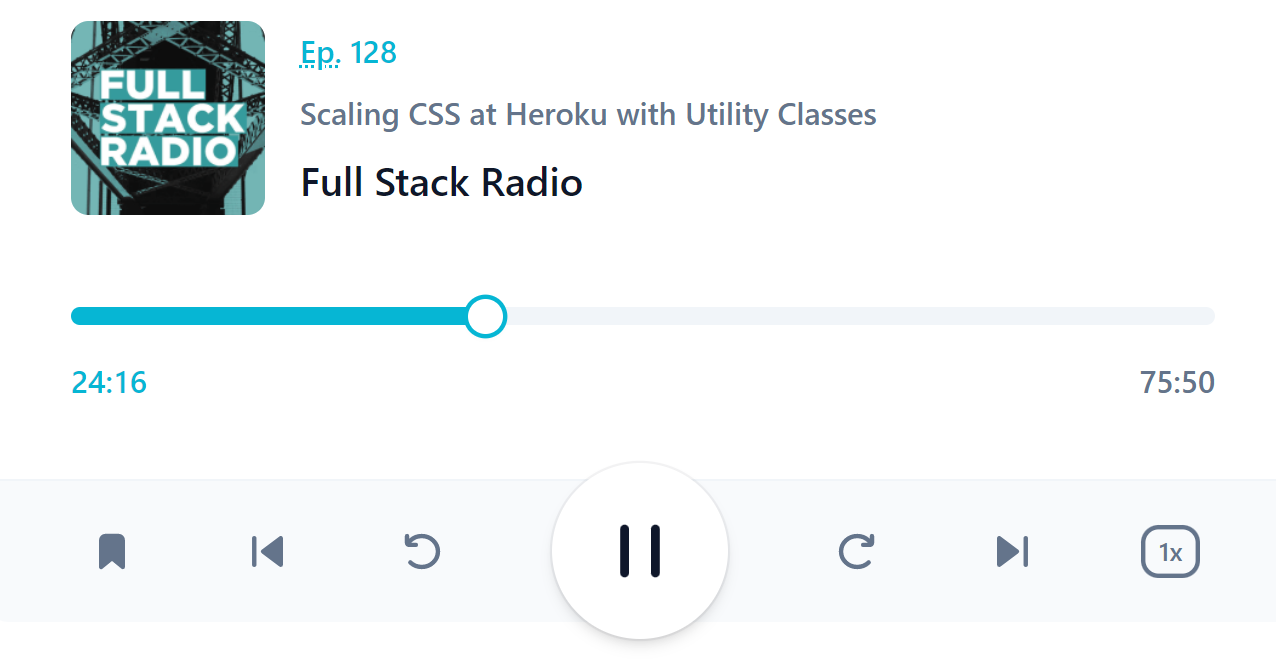 FULL
STACK
RADIO
Ep. 128
Scaling CSS at Heroku with Utility Classes
Full Stack Radio
24:16
75:50
1x